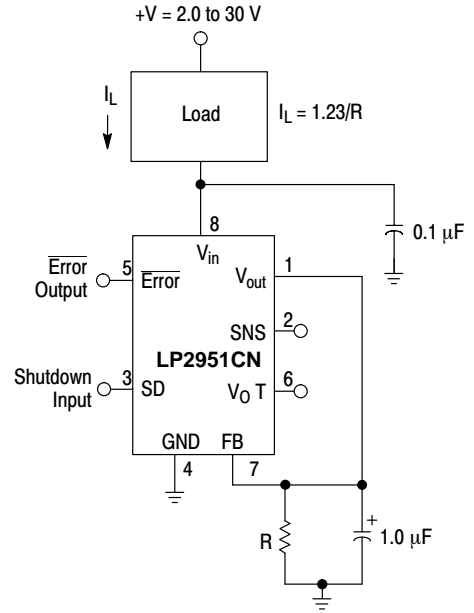 +V = 2.0 to 30 V
I_L
Load
I_L = 1.23/R
8
0.1 µF
V_in
Error
Output
5
Error
V_out
1
SNS
2
LP2951CN
Shutdown
Input
3
SD
V_O T
6
GND
FB
4
7
R
+
1.0 µF